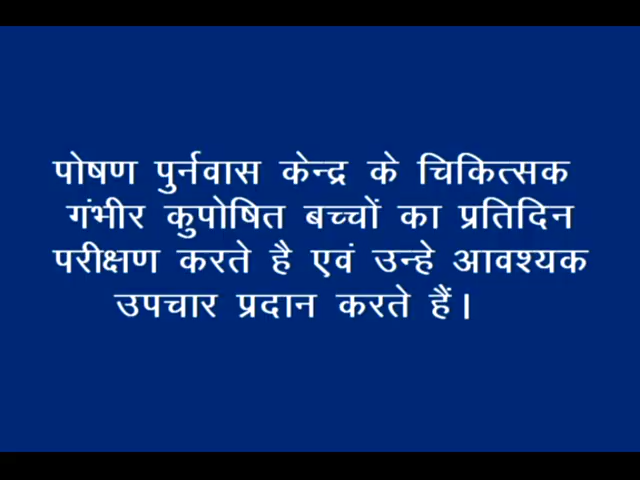 पोषण पुर्नवास केन्द्र के चिकित्सक
गंभीर कुपोषित बच्चों का प्रतिदिन
परीक्षण करते है एवं उन्हे आवश्यक
उपचार प्रदान करते हैं।